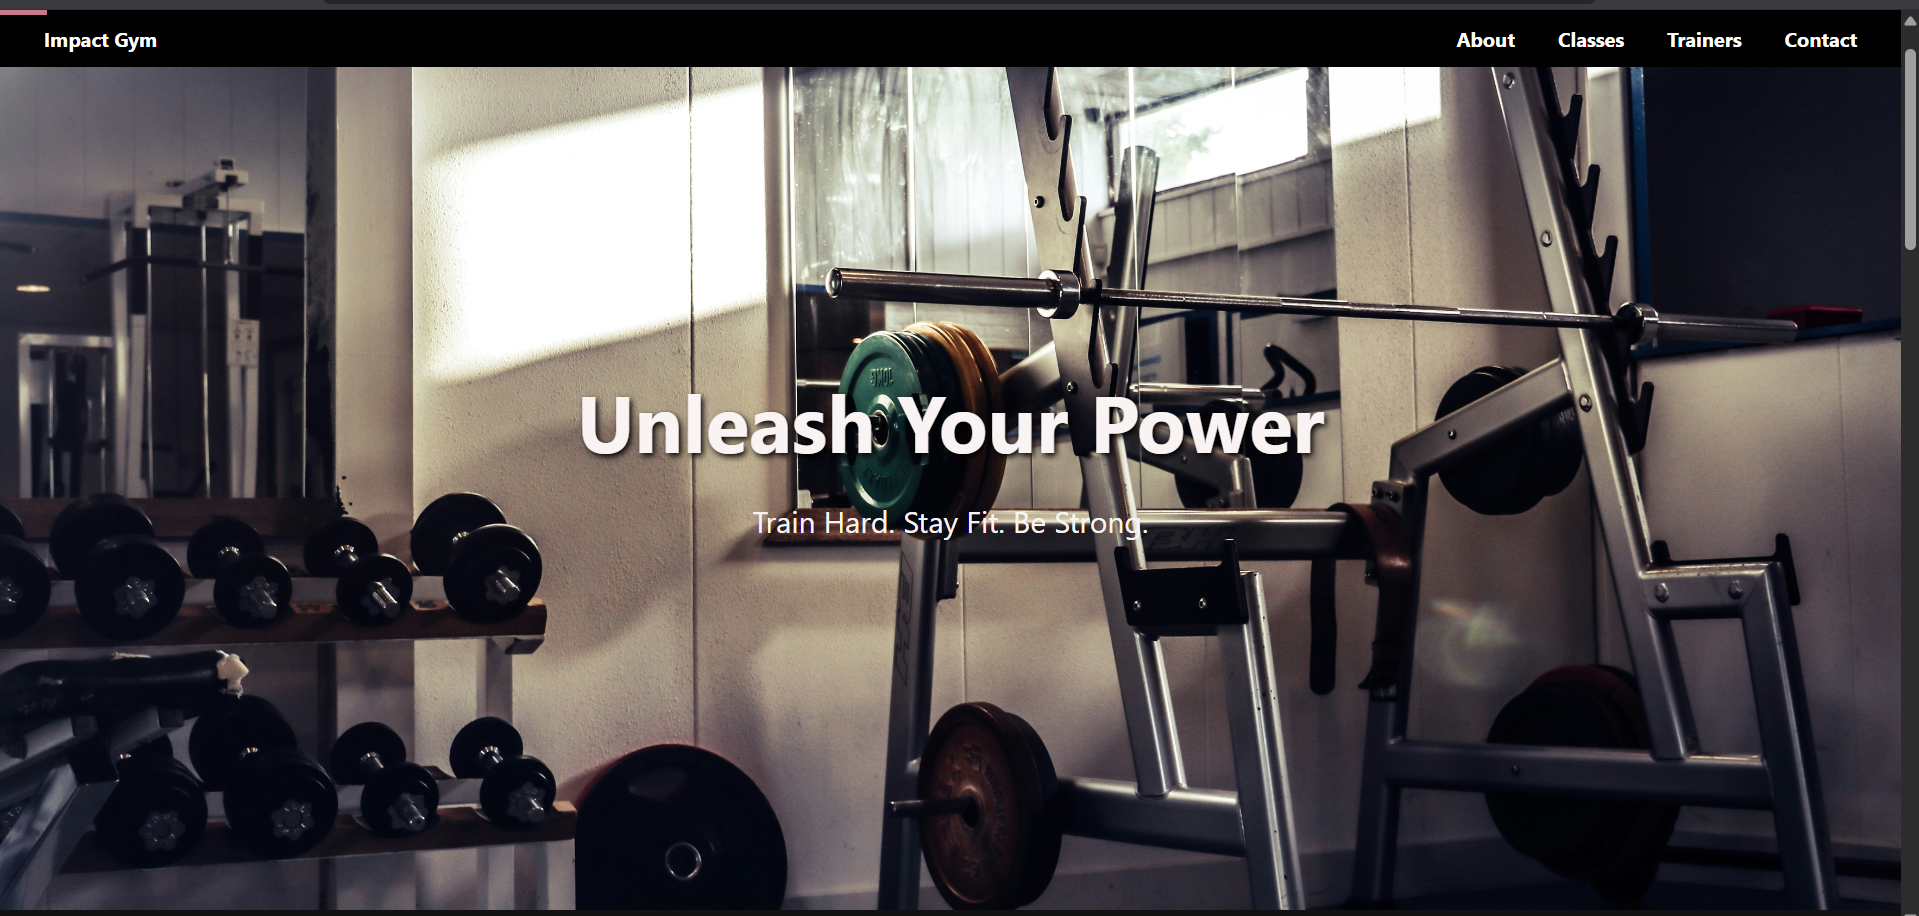 Impact Gym
About Classes Trainers Contact
Unleash Your Power
Train Hard. Stay Fit. Be Strong.